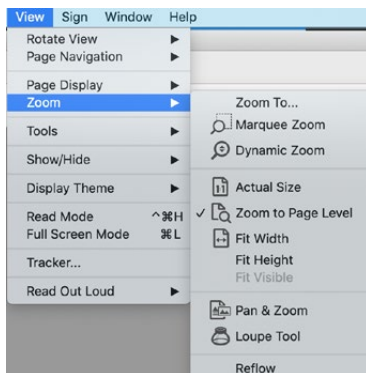 View Sign Window Help
Rotate View
Page Navigation
Page Display
Zoom
Tools
Show/Hide
Display Theme
Read Mode ^⌘H
Full Screen Mode ⌘L
Tracker...
Read Out Loud
Zoom To...
Marquee Zoom
Dynamic Zoom
Actual Size
✓ Zoom to Page Level
Fit Width
Fit Height
Fit Visible
Pan & Zoom
Loupe Tool
Reflow